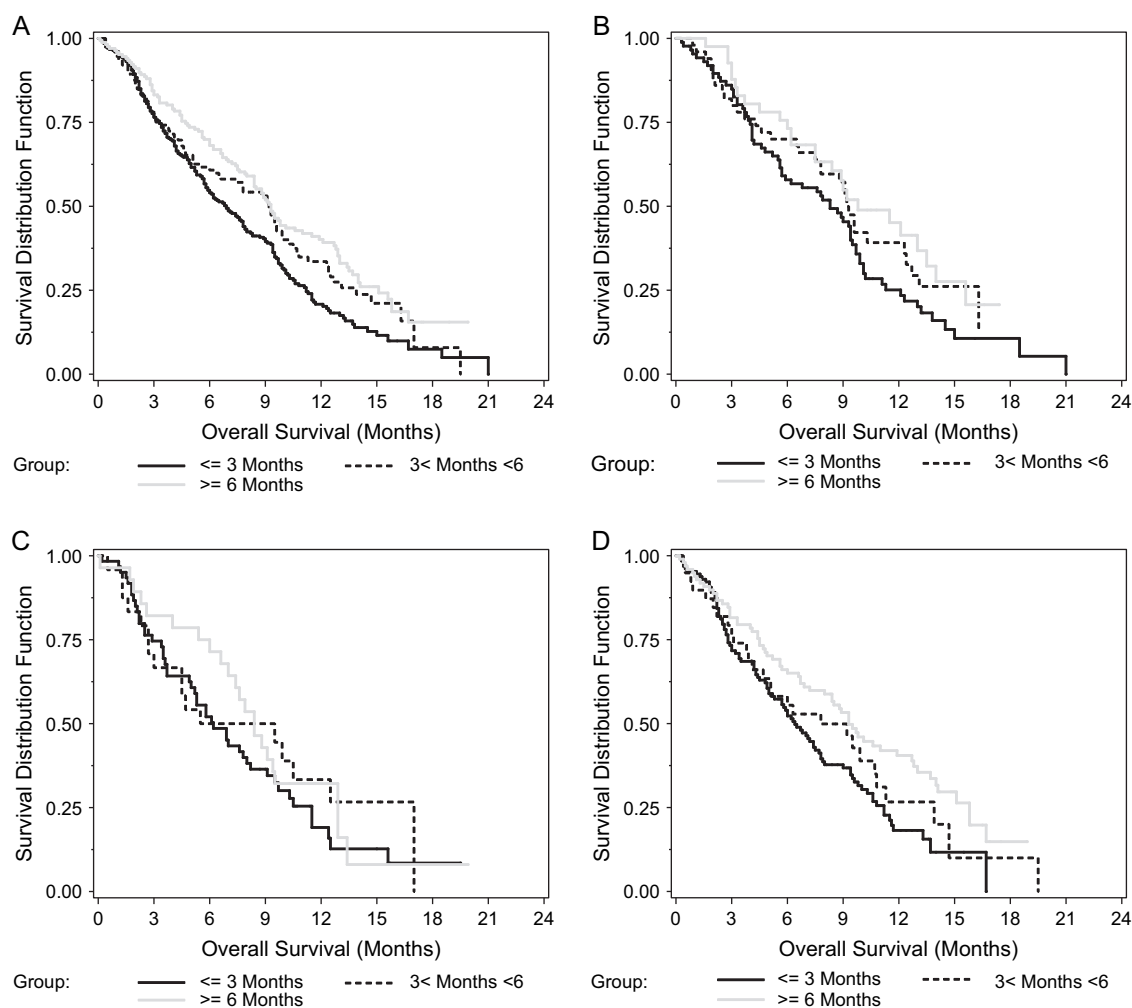 A
Survival Distribution Function
1.00
0.75
0.50
0.25
0.00
0 3 6 9 12 15 18 21 24
Overall Survival (Months)
Group: <= 3 Months 3< Months <6
>= 6 Months
B
Survival Distribution Function
1.00
0.75
0.50
0.25
0.00
0 3 6 9 12 15 18 21 24
Overall Survival (Months)
Group: <= 3 Months 3< Months <6
>= 6 Months
C
Survival Distribution Function
1.00
0.75
0.50
0.25
0.00
0 3 6 9 12 15 18 21 24
Overall Survival (Months)
Group: <= 3 Months 3< Months <6
>= 6 Months
D
Survival Distribution Function
1.00
0.75
0.50
0.25
0.00
0 3 6 9 12 15 18 21 24
Overall Survival (Months)
Group: <= 3 Months 3< Months <6
>= 6 Months